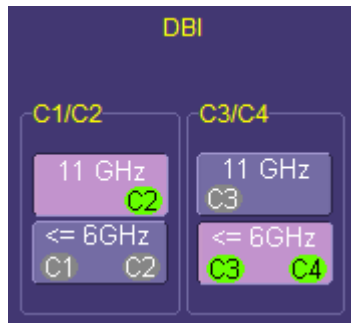 DBI
C1/C2
C3/C4
11 GHz
C2
11 GHz
C3
<= 6GHz
C1 C2
<= 6GHz
C3 C4